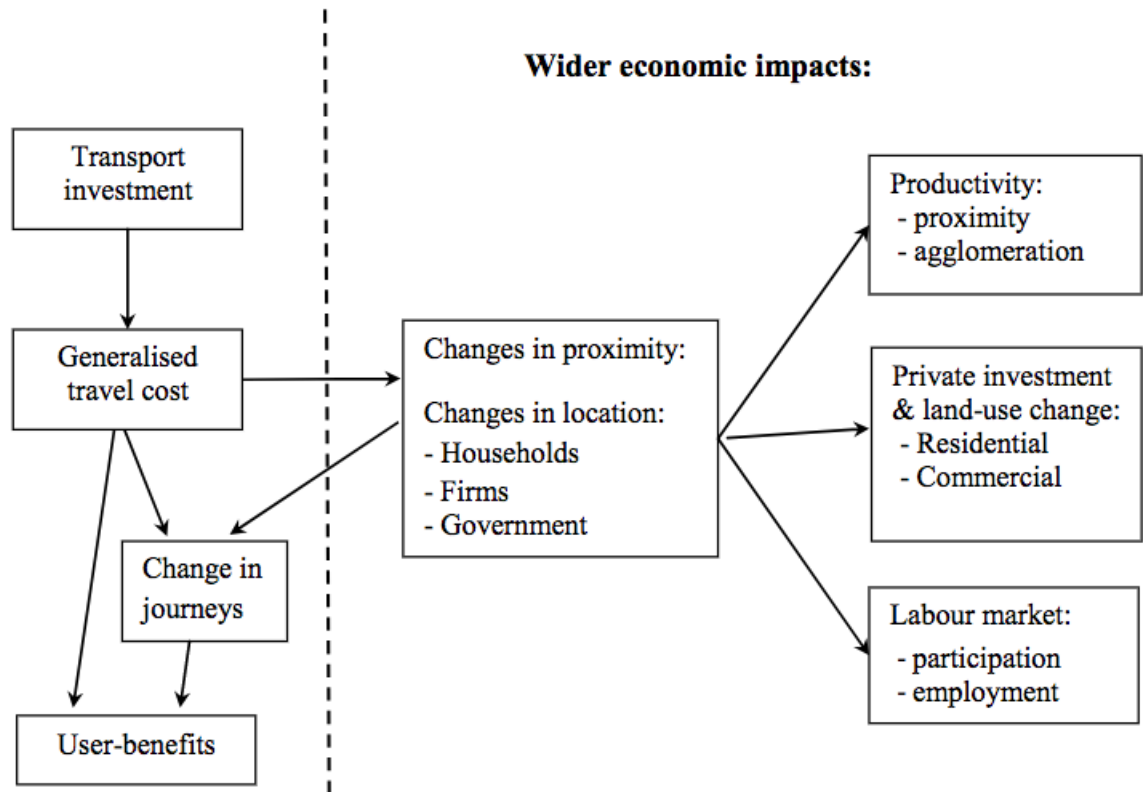 Wider economic impacts:
Transport
investment
Generalised
travel cost
Change in
journeys
User-benefits
Changes in proximity:
Changes in location:
- Households
- Firms
- Government
Productivity:
- proximity
- agglomeration
Private investment
& land-use change:
- Residential
- Commercial
Labour market:
- participation
- employment